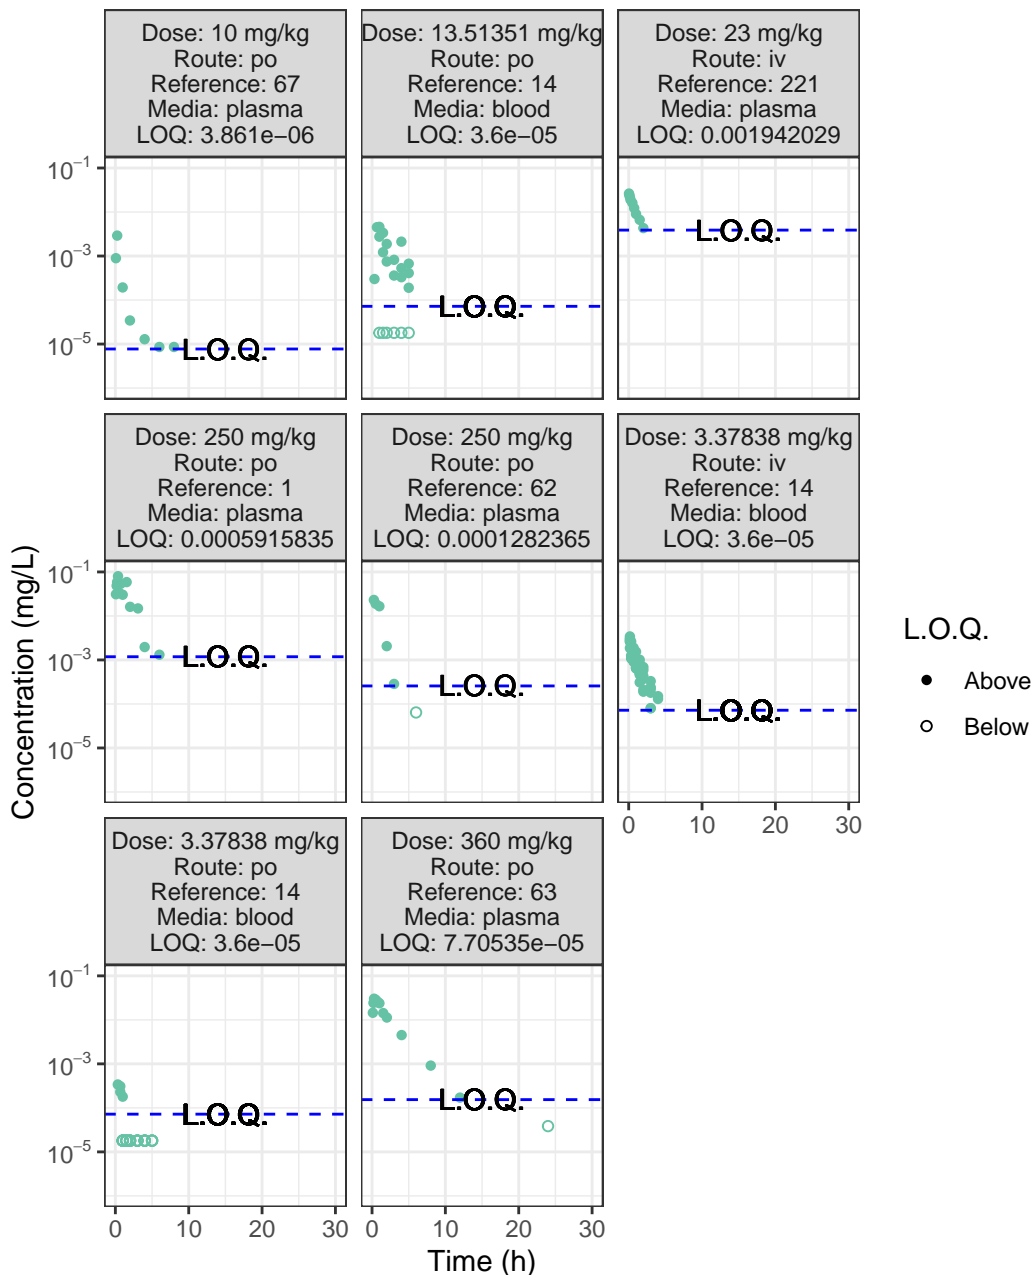 Dose: 10 mg/kg
Route: po
Reference: 67
Media: plasma
LOQ: 3.861e−06
Dose: 13.51351 mg/kg
Route: po
Reference: 14
Media: blood
LOQ: 3.6e−05
Dose: 23 mg/kg
Route: iv
Reference: 221
Media: plasma
LOQ: 0.001942029
10⁻¹
10⁻³
10⁻⁵
L.O.Q.
L.O.Q.
L.O.Q.
Dose: 250 mg/kg
Route: po
Reference: 1
Media: plasma
LOQ: 0.0005915835
Dose: 250 mg/kg
Route: po
Reference: 62
Media: plasma
LOQ: 0.0001282365
Dose: 3.37838 mg/kg
Route: iv
Reference: 14
Media: blood
LOQ: 3.6e−05
10⁻¹
10⁻³
10⁻⁵
L.O.Q.
L.O.Q.
L.O.Q.
0 10 20 30
Dose: 3.37838 mg/kg
Route: po
Reference: 14
Media: blood
LOQ: 3.6e−05
Dose: 360 mg/kg
Route: po
Reference: 63
Media: plasma
LOQ: 7.70535e−05
10⁻¹
10⁻³
10⁻⁵
L.O.Q.
L.O.Q.
0 10 20 30
0 10 20 30
Time (h)
Concentration (mg/L)
L.O.Q.
Above
Below